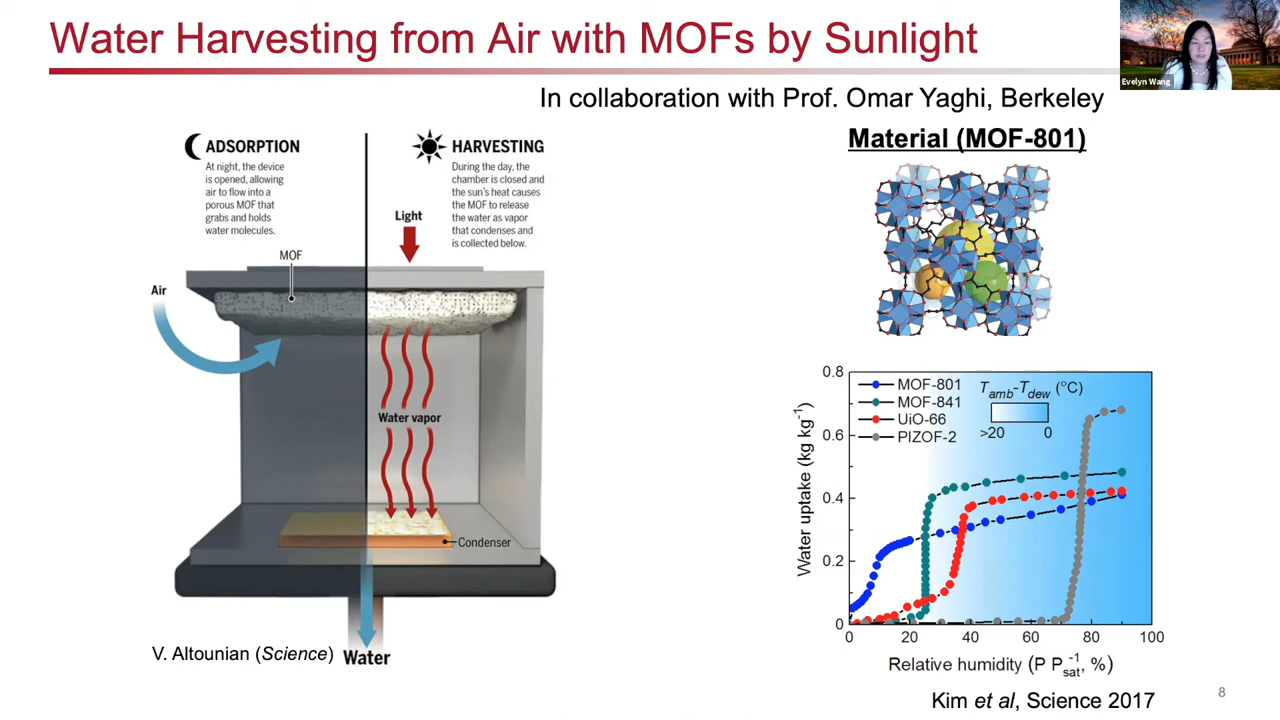 Water Harvesting from Air with MOFs by Sunlight
Evelyn Wang
In collaboration with Prof. Omar Yaghi, Berkeley
ADSORPTION
At night, the device
is opened, allowing
air to flow into a
porous MOF that
grabs and holds
water molecules.
HARVESTING
During the day, the
chamber is closed and
the sun's heat causes
the MOF to release
the water as vapor
that condenses and
is collected below.
Light
MOF
Air
Water vapor
Condenser
Water
V. Altounian (Science)
Material (MOF-801)
Water uptake (kg kg⁻¹)
0.8
0.6
0.4
0.2
0
MOF-801
MOF-841
UiO-66
PIZOF-2
T_amb-T_dew (°C)
>20 0
0 20 40 60 80 100
Relative humidity (P P_sat⁻¹, %)
Kim et al, Science 2017
8